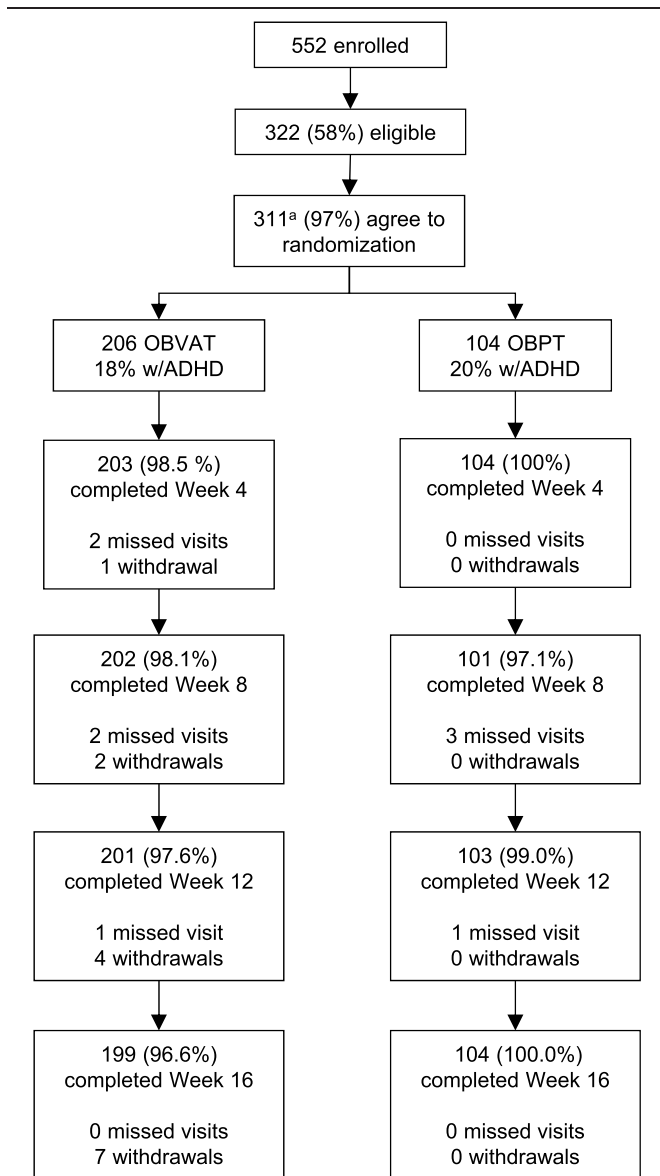 552 enrolled
322 (58%) eligible
311ᵃ (97%) agree to
randomization
206 OBVAT
18% w/ADHD
203 (98.5 %)
completed Week 4
2 missed visits
1 withdrawal
202 (98.1%)
completed Week 8
2 missed visits
2 withdrawals
201 (97.6%)
completed Week 12
1 missed visit
4 withdrawals
199 (96.6%)
completed Week 16
0 missed visits
7 withdrawals
104 OBPT
20% w/ADHD
104 (100%)
completed Week 4
0 missed visits
0 withdrawals
101 (97.1%)
completed Week 8
3 missed visits
0 withdrawals
103 (99.0%)
completed Week 12
1 missed visit
0 withdrawals
104 (100.0%)
completed Week 16
0 missed visits
0 withdrawals